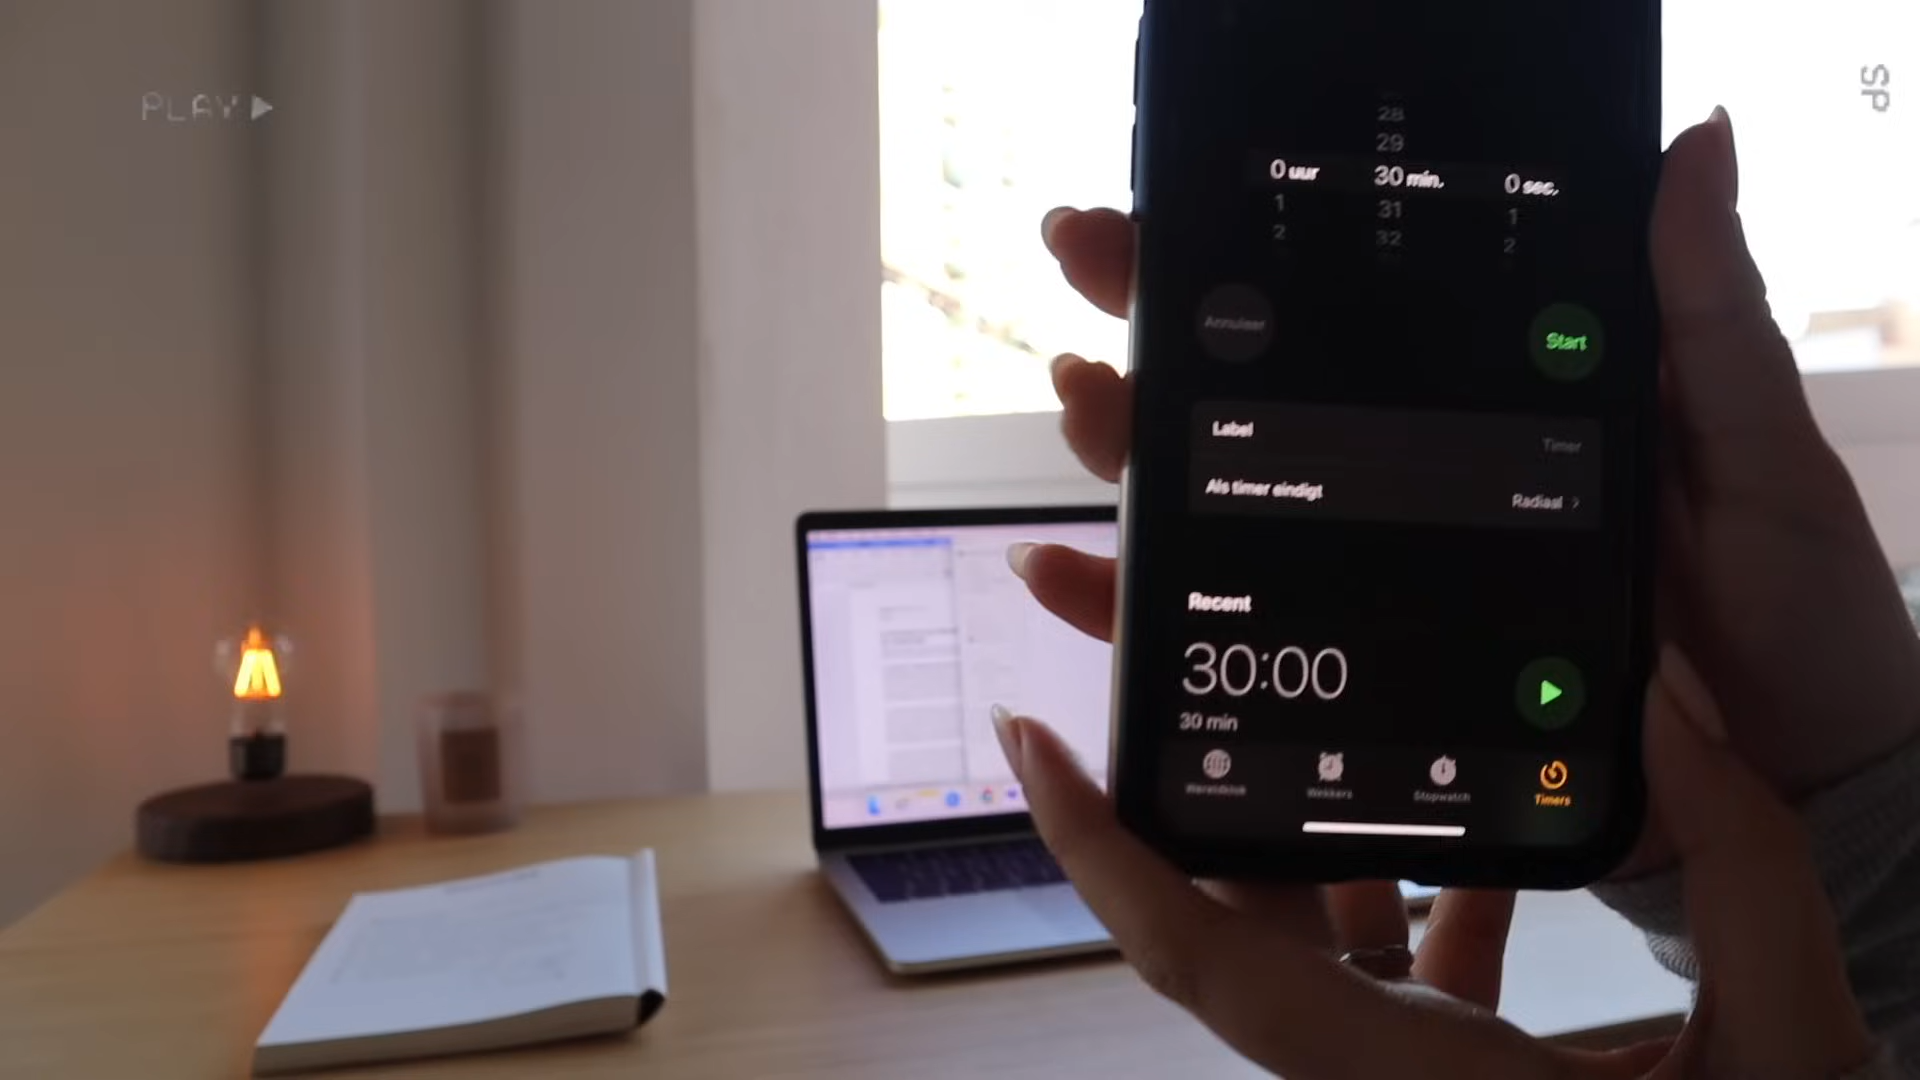 PLAY
SP
28
29
0 uur 30 min. 0 sec.
1 31 1
2 32 2
Annuleer Start
Label Timer
Als timer eindigt Radiaal
Recent
30:00
30 min
Wereldklok Wekkers Stopwatch Timers